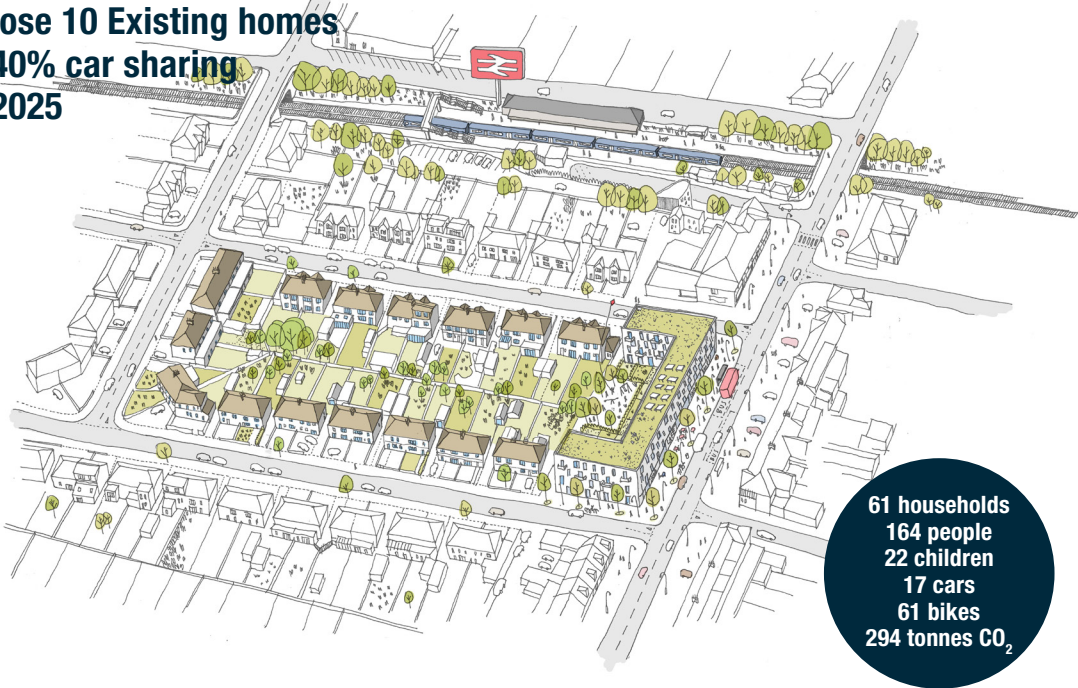 ose 10 Existing homes
40% car sharing
2025
61 households
164 people
22 children
17 cars
61 bikes
294 tonnes CO₂